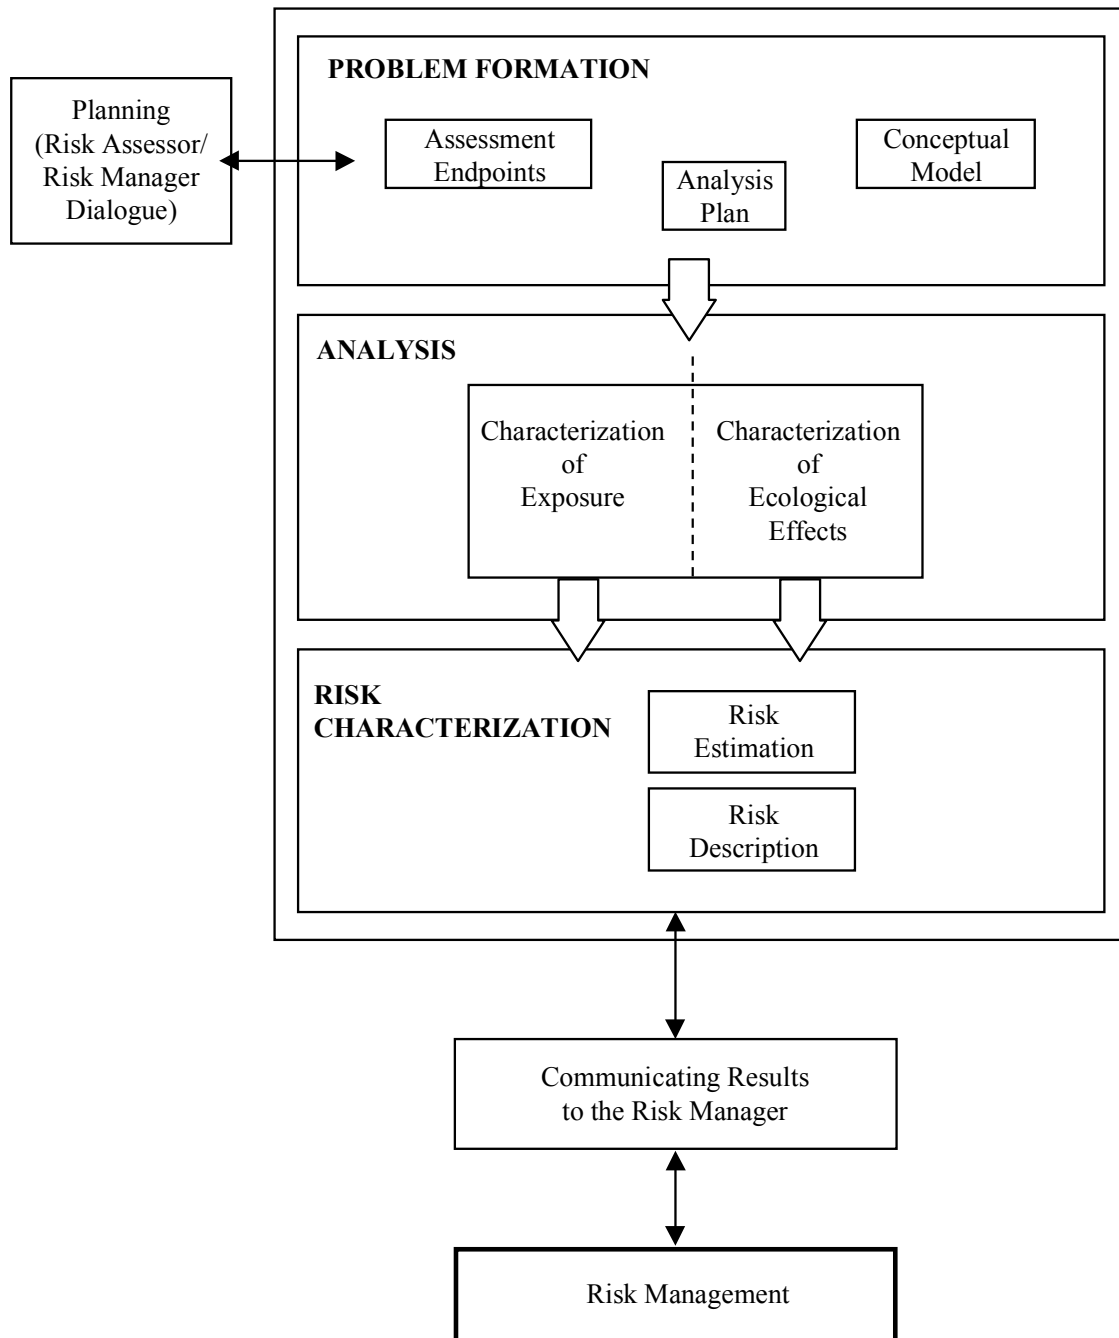 PROBLEM FORMATION
Planning
(Risk Assessor/
Risk Manager
Dialogue)
Assessment
Endpoints
Analysis
Plan
Conceptual
Model
ANALYSIS
Characterization
of
Exposure
Characterization
of
Ecological
Effects
RISK
CHARACTERIZATION
Risk
Estimation
Risk
Description
Communicating Results
to the Risk Manager
Risk Management